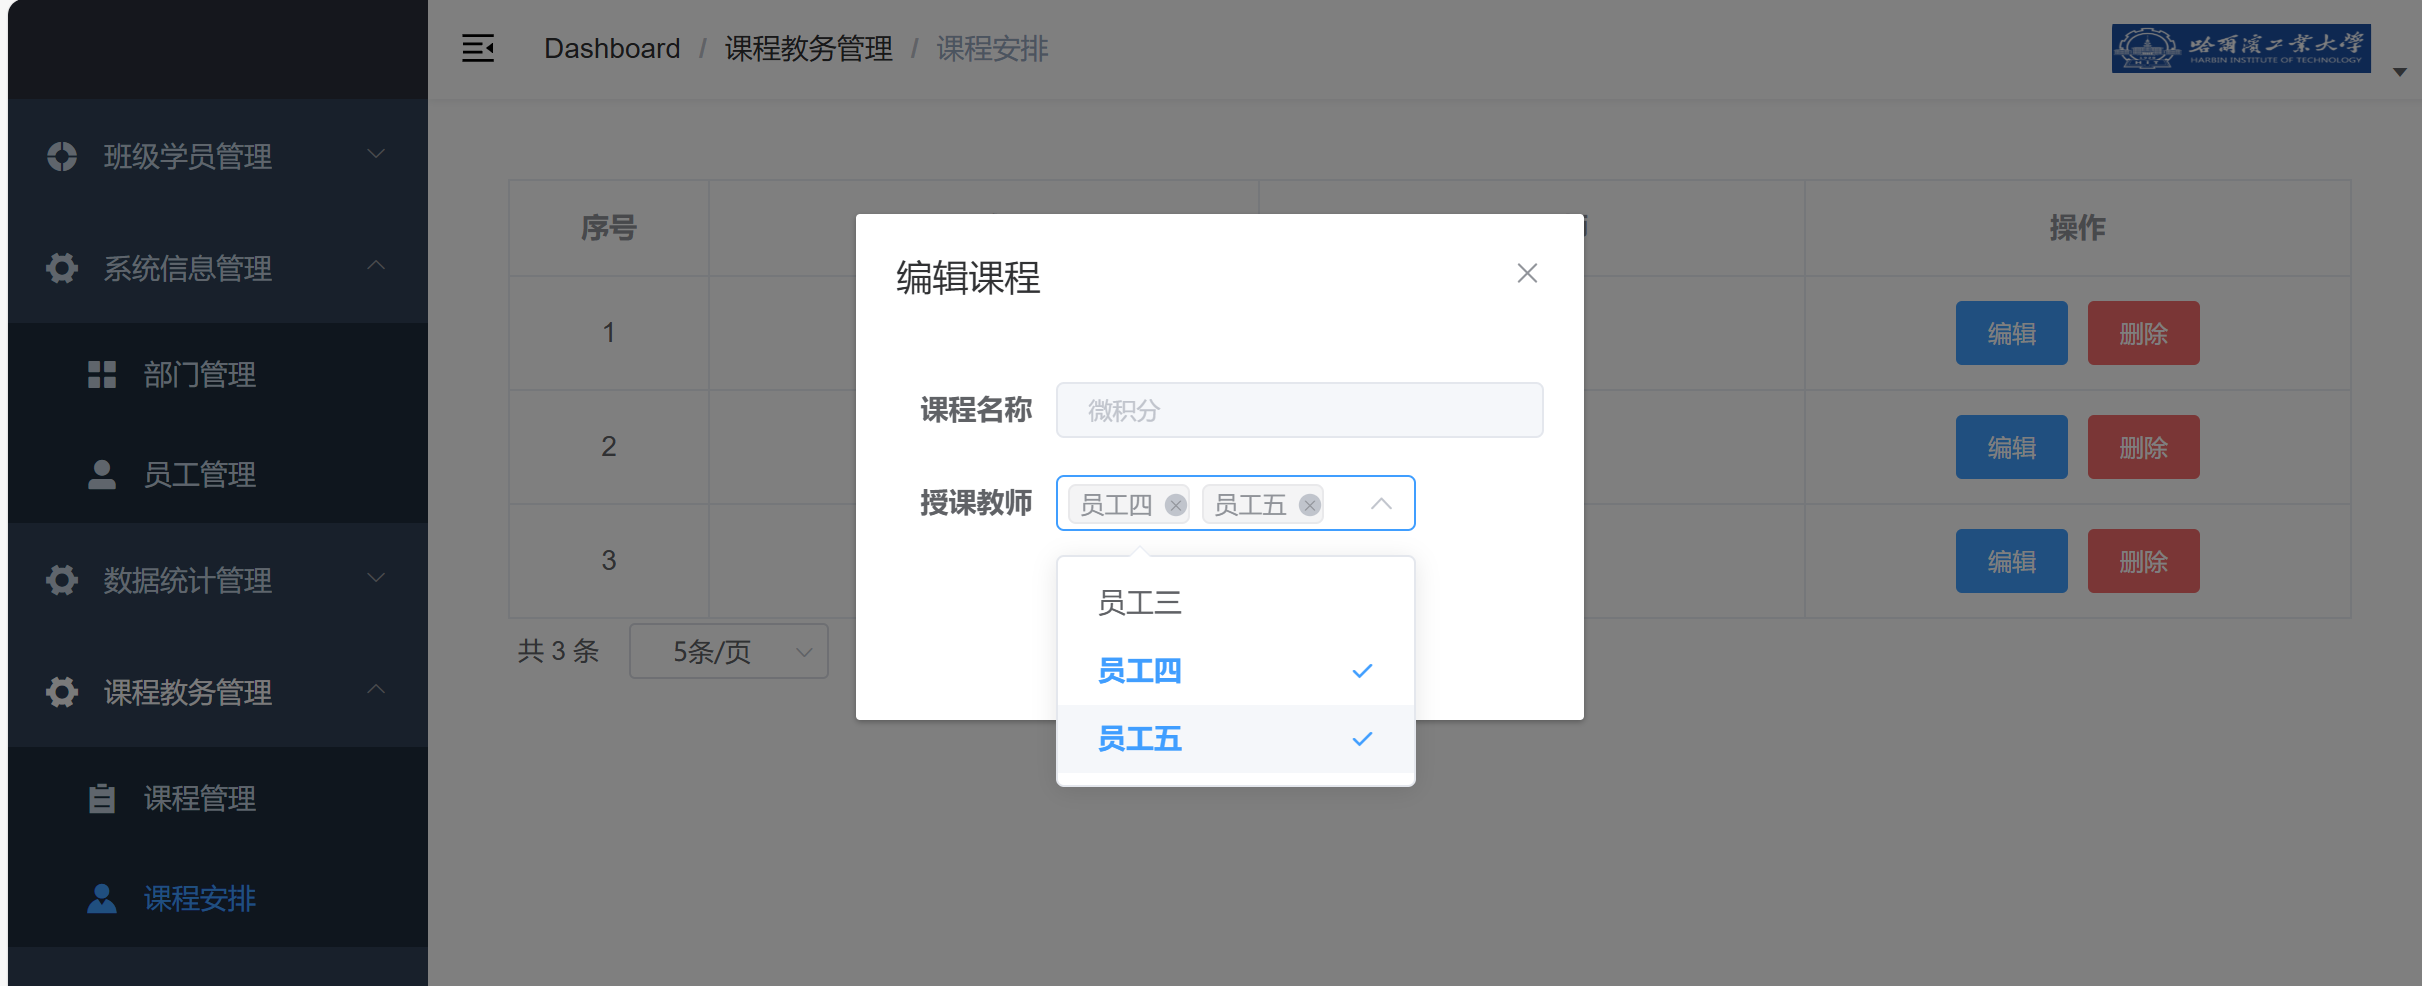 Dashboard / 课程教务管理 / 课程安排
哈尔滨工业大学
HARBIN INSTITUTE OF TECHNOLOGY
班级学员管理
系统信息管理
部门管理
员工管理
数据统计管理
课程教务管理
课程管理
课程安排
序号
操作
1
编辑 删除
2
编辑 删除
3
编辑 删除
共 3 条
5条/页
编辑课程
课程名称
微积分
授课教师
员工四 员工五
员工三
员工四
员工五